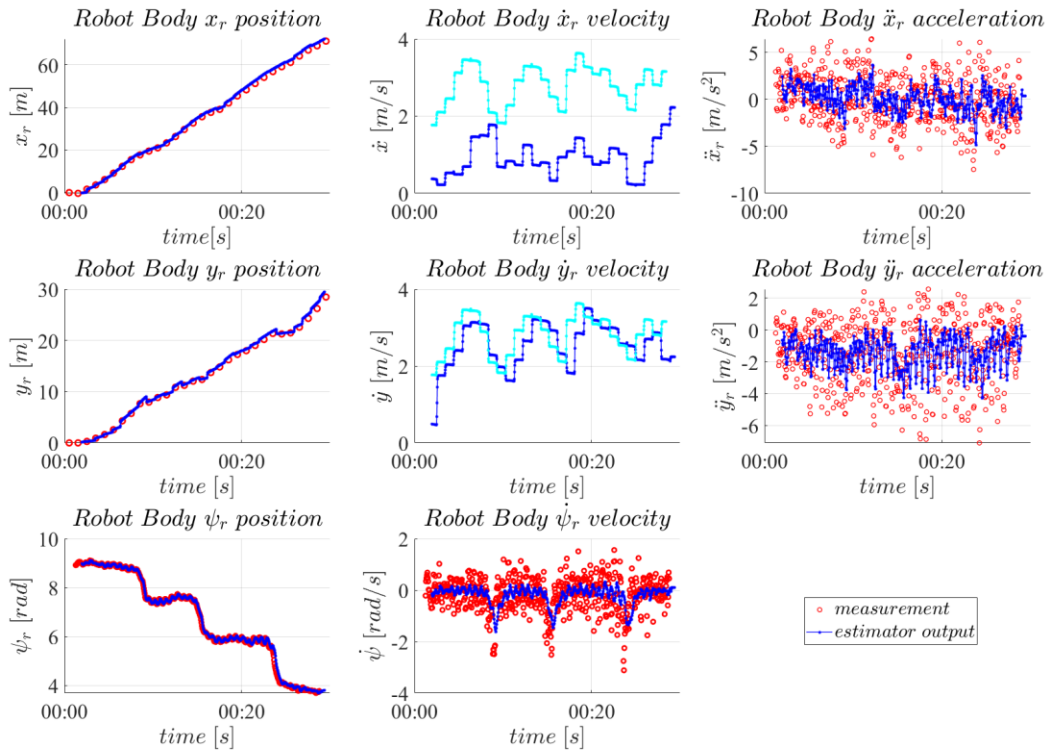 Robot Body x_r position
Robot Body ẋ_r velocity
Robot Body ẍ_r acceleration
x_r [m]
60
40
20
0
00:00
00:20
time[s]
ẋ [m/s]
4
2
0
00:00
00:20
time [s]
ẍ_r [m/s²]
5
0
-5
-10
00:00
00:20
time [s]
Robot Body y_r position
Robot Body ẏ_r velocity
Robot Body ÿ_r acceleration
y_r [m]
30
20
10
0
00:00
00:20
time [s]
ẏ [m/s]
4
2
0
00:00
00:20
time [s]
ÿ_r [m/s²]
2
0
-2
-4
-6
00:00
00:20
time [s]
Robot Body ψ_r position
Robot Body ψ̇_r velocity
ψ_r [rad]
10
8
6
4
00:00
00:20
time [s]
ψ̇ [rad/s]
2
0
-2
-4
00:00
00:20
time [s]
measurement
estimator output